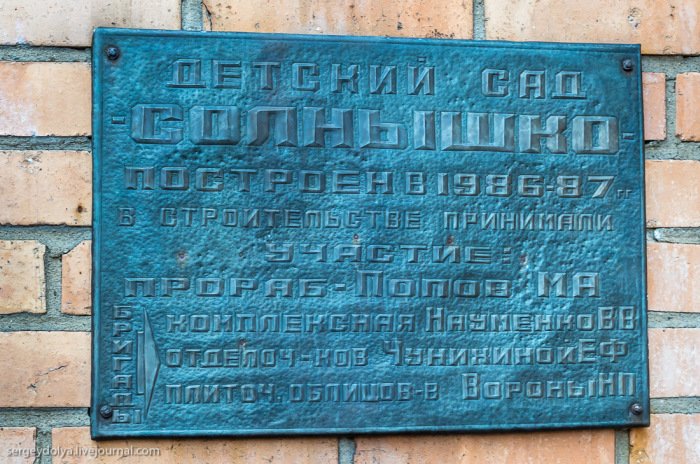 ДЕТСКИЙ САД
-СОЛНЫШКО-
ПОСТРОЕН В 1986-87гг
В СТРОИТЕЛЬСТВЕ ПРИНИМАЛИ
УЧАСТИЕ:
ПРОРАБ-ПОПОВ МА
БРИГАДЫ
КОМПЛЕКСНАЯ НАУМЕНКО ВВ
ОТДЕЛОЧ-КОВ ЧУНИХИНОЙ ЕФ
ПЛИТОЧ. ОБЛИЦОВ-В ВОРОНЫ НП
sergeydolya.livejournal.com